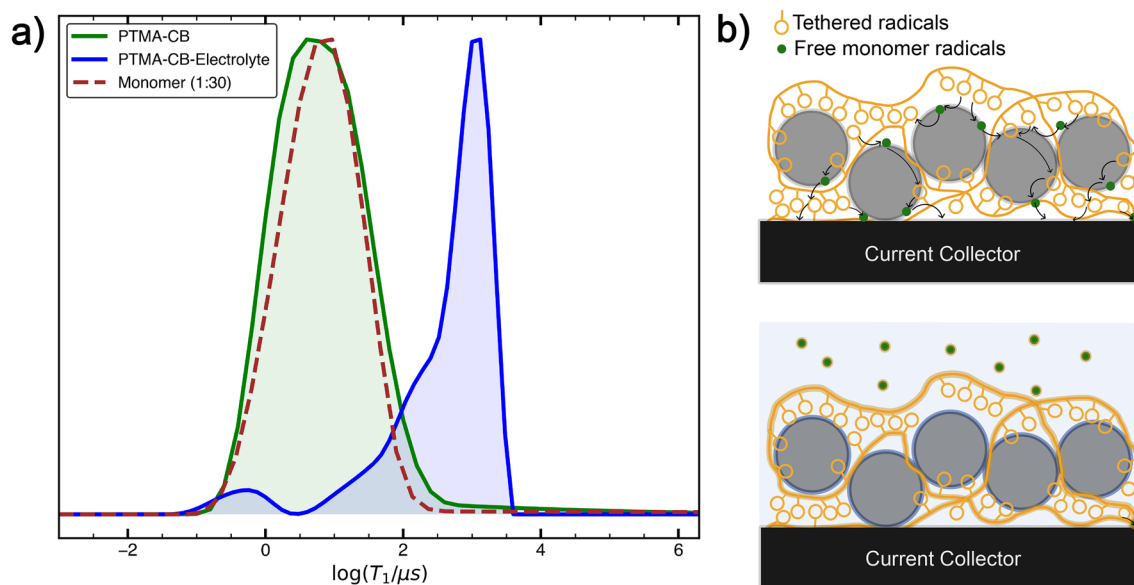 a)
PTMA-CB
PTMA-CB-Electrolyte
Monomer (1:30)
−2
0
2
4
6
log(T₁/μs)
b)
Tethered radicals
Free monomer radicals
Current Collector
Current Collector